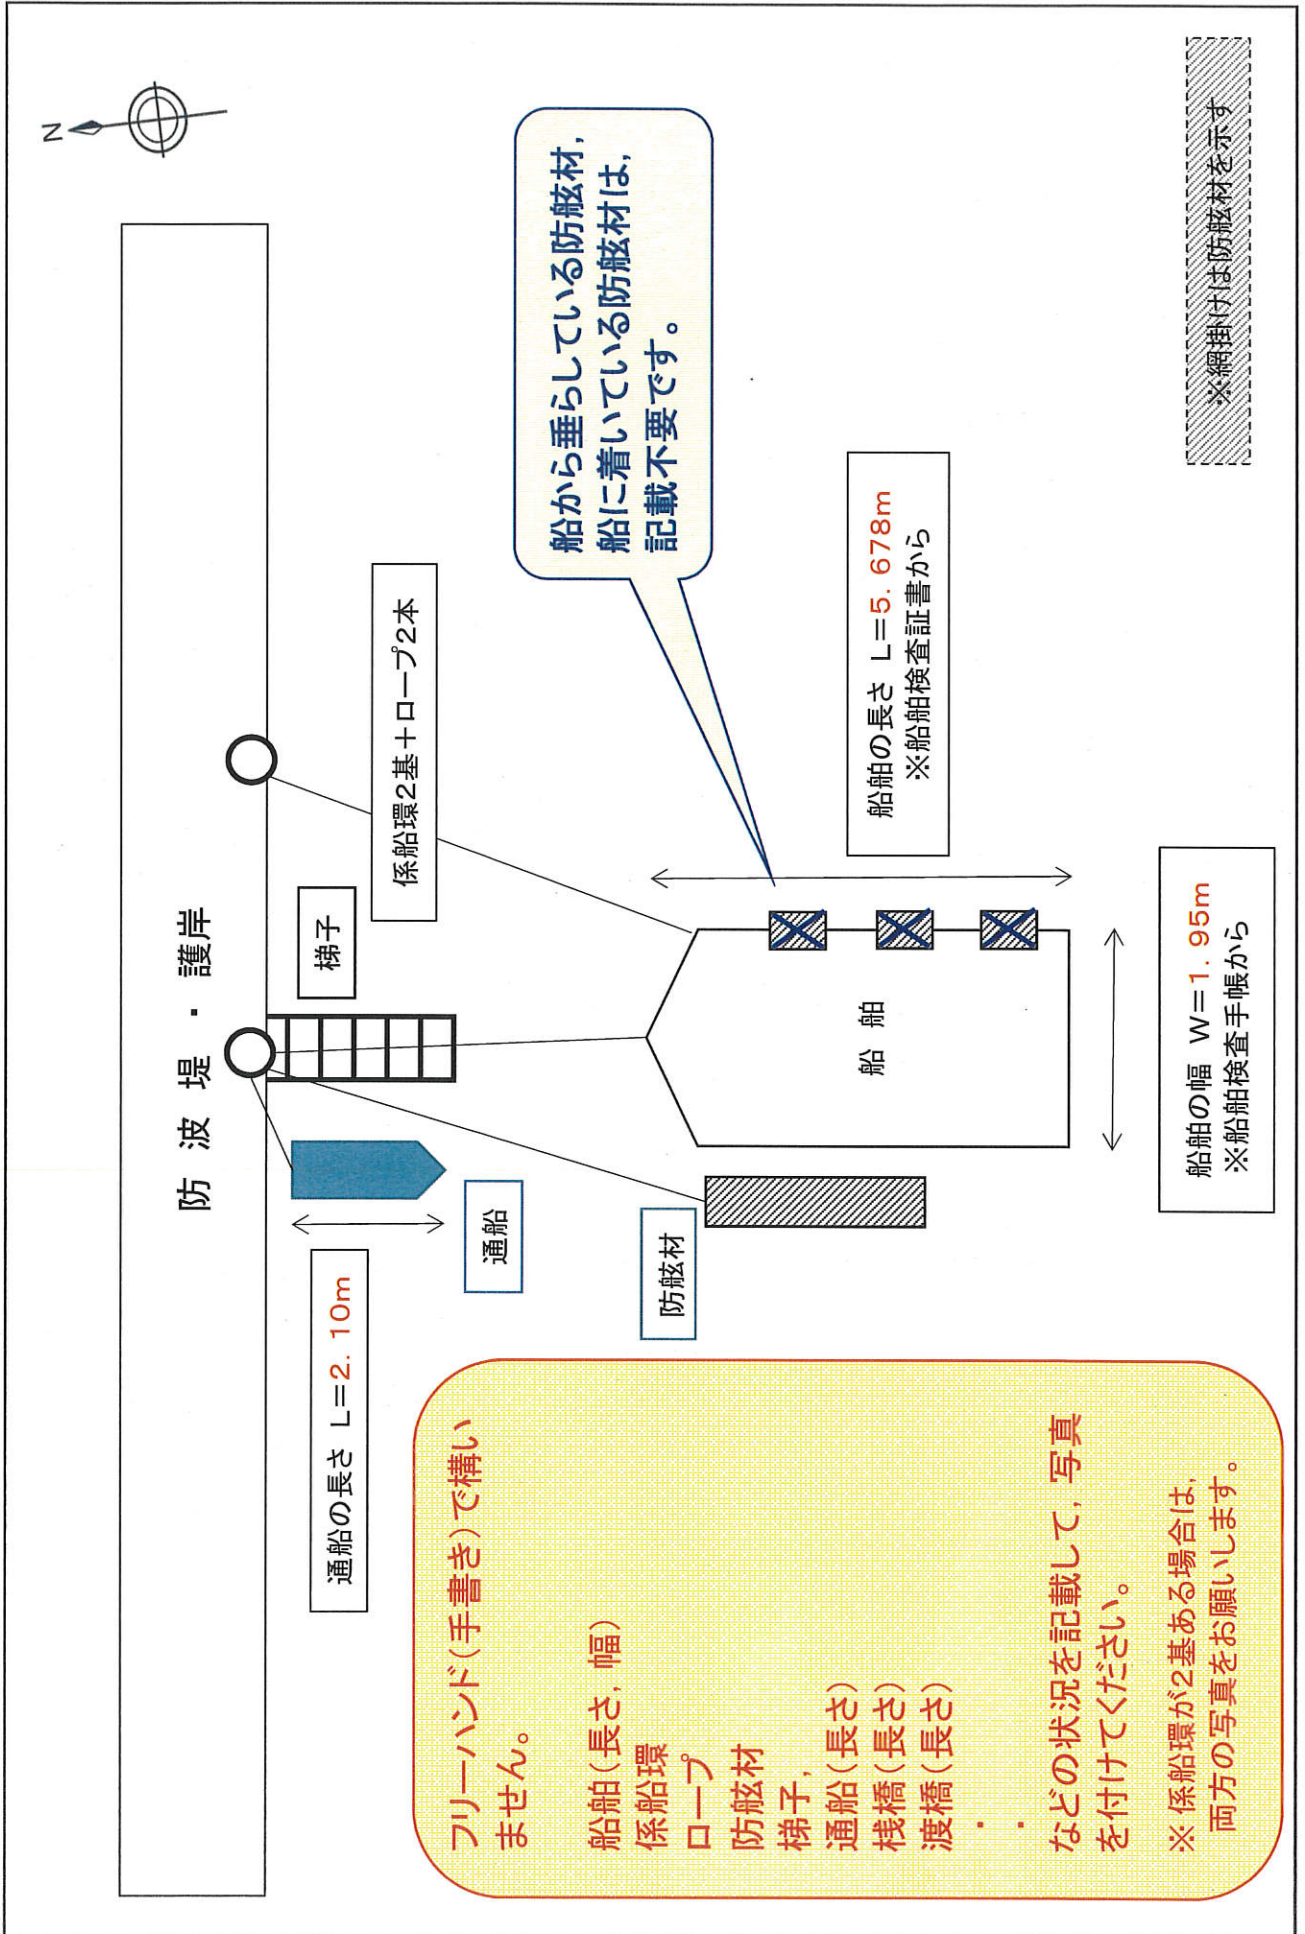 N
防波堤・護岸
梯子
係船環2基＋ロープ2本
船から垂らしている防舷材，
船に着いている防舷材は，
記載不要です。
通船の長さ L＝2．10m
通船
防舷材
船舶
船舶の長さ L＝5．678m
※船舶検査証書から
船舶の幅 W＝1．95m
※船舶検査手帳から
※網掛けは防舷材を示す
フリーハンド（手書き）で構い
ません。
船舶（長さ，幅）
係船環
ロープ
防舷材
梯子，
通船（長さ）
桟橋（長さ）
渡橋（長さ）
・
・
などの状況を記載して，写真
を付けてください。
※ 係船環が2基ある場合は，
両方の写真をお願いします。